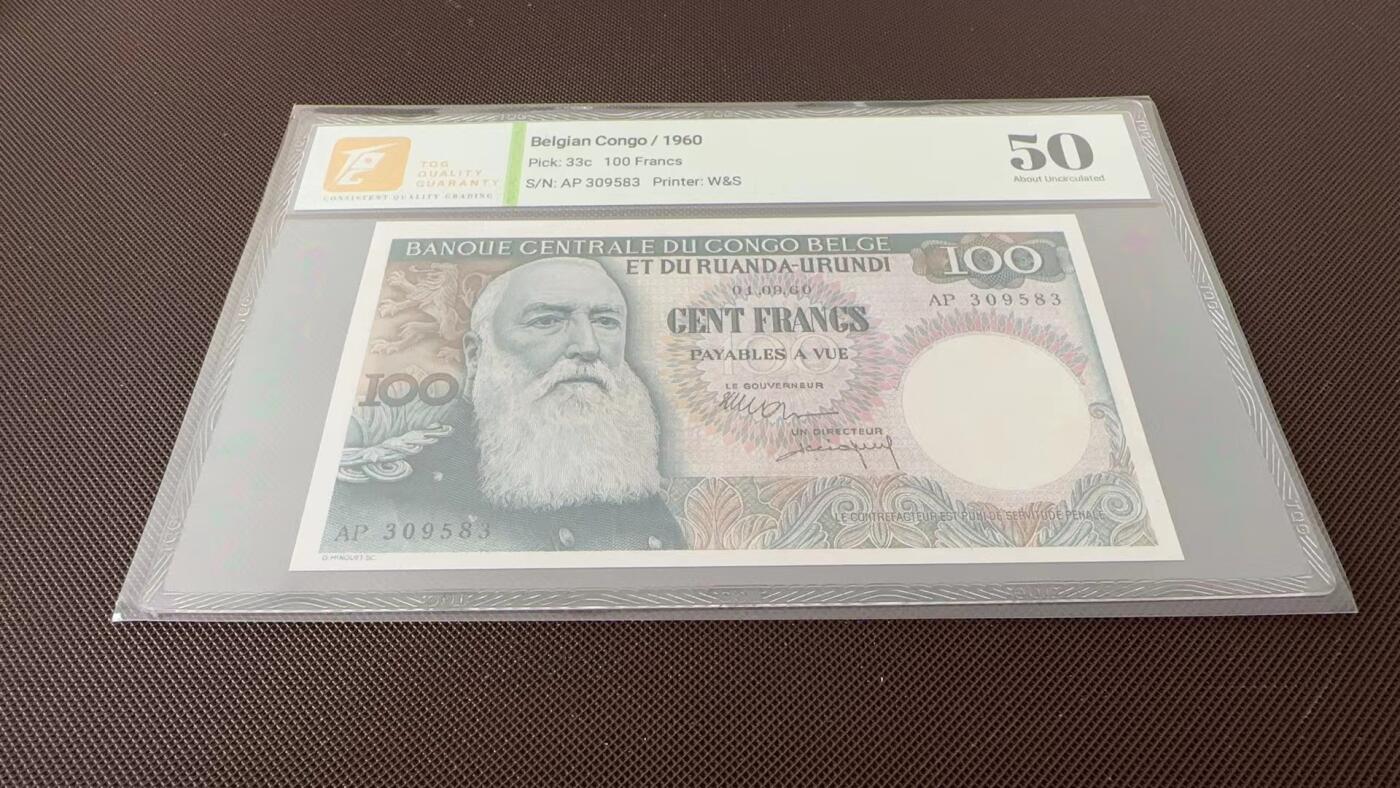 TQG
QUALITY
GUARANTY
CONSISTENT QUALITY GRADING
Belgian Congo / 1960
Pick: 33c 100 Francs
S/N: AP 309583 Printer: W&S
50
About Uncirculated
BANQUE CENTRALE DU CONGO BELGE
ET DU RUANDA-URUNDI
100
01.09.60
AP 309583
CENT FRANCS
100
PAYABLES A VUE
100
LE GOUVERNEUR
UN DIRECTEUR
LE CONTREFACTEUR EST PUNI DE SERVITUDE PÉNALE
AP 309583